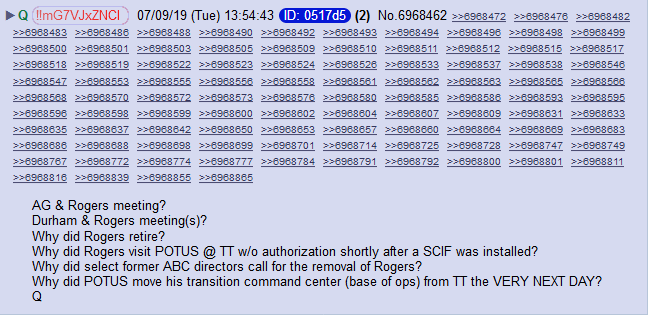 ▶ Q !!mG7VJxZNCI 07/09/19 (Tue) 13:54:43 ID: 0517d5 (2) No.6968462 >>6968472 >>6968476 >>6968482
>>6968483 >>6968486 >>6968488 >>6968490 >>6968492 >>6968493 >>6968494 >>6968496 >>6968498 >>6968499
>>6968500 >>6968501 >>6968503 >>6968505 >>6968509 >>6968510 >>6968511 >>6968512 >>6968515 >>6968517
>>6968518 >>6968519 >>6968522 >>6968523 >>6968524 >>6968526 >>6968533 >>6968537 >>6968538 >>6968546
>>6968547 >>6968553 >>6968555 >>6968556 >>6968558 >>6968561 >>6968562 >>6968563 >>6968565 >>6968566
>>6968568 >>6968570 >>6968572 >>6968573 >>6968576 >>6968580 >>6968585 >>6968586 >>6968593 >>6968595
>>6968596 >>6968598 >>6968599 >>6968600 >>6968602 >>6968604 >>6968607 >>6968609 >>6968631 >>6968633
>>6968635 >>6968637 >>6968642 >>6968650 >>6968653 >>6968657 >>6968660 >>6968664 >>6968669 >>6968683
>>6968686 >>6968688 >>6968698 >>6968699 >>6968701 >>6968714 >>6968725 >>6968728 >>6968747 >>6968749
>>6968767 >>6968772 >>6968774 >>6968777 >>6968784 >>6968791 >>6968792 >>6968800 >>6968801 >>6968811
>>6968816 >>6968839 >>6968855 >>6968865
AG & Rogers meeting?
Durham & Rogers meeting(s)?
Why did Rogers retire?
Why did Rogers visit POTUS @ TT w/o authorization shortly after a SCIF was installed?
Why did select former ABC directors call for the removal of Rogers?
Why did POTUS move his transition command center (base of ops) from TT the VERY NEXT DAY?
Q